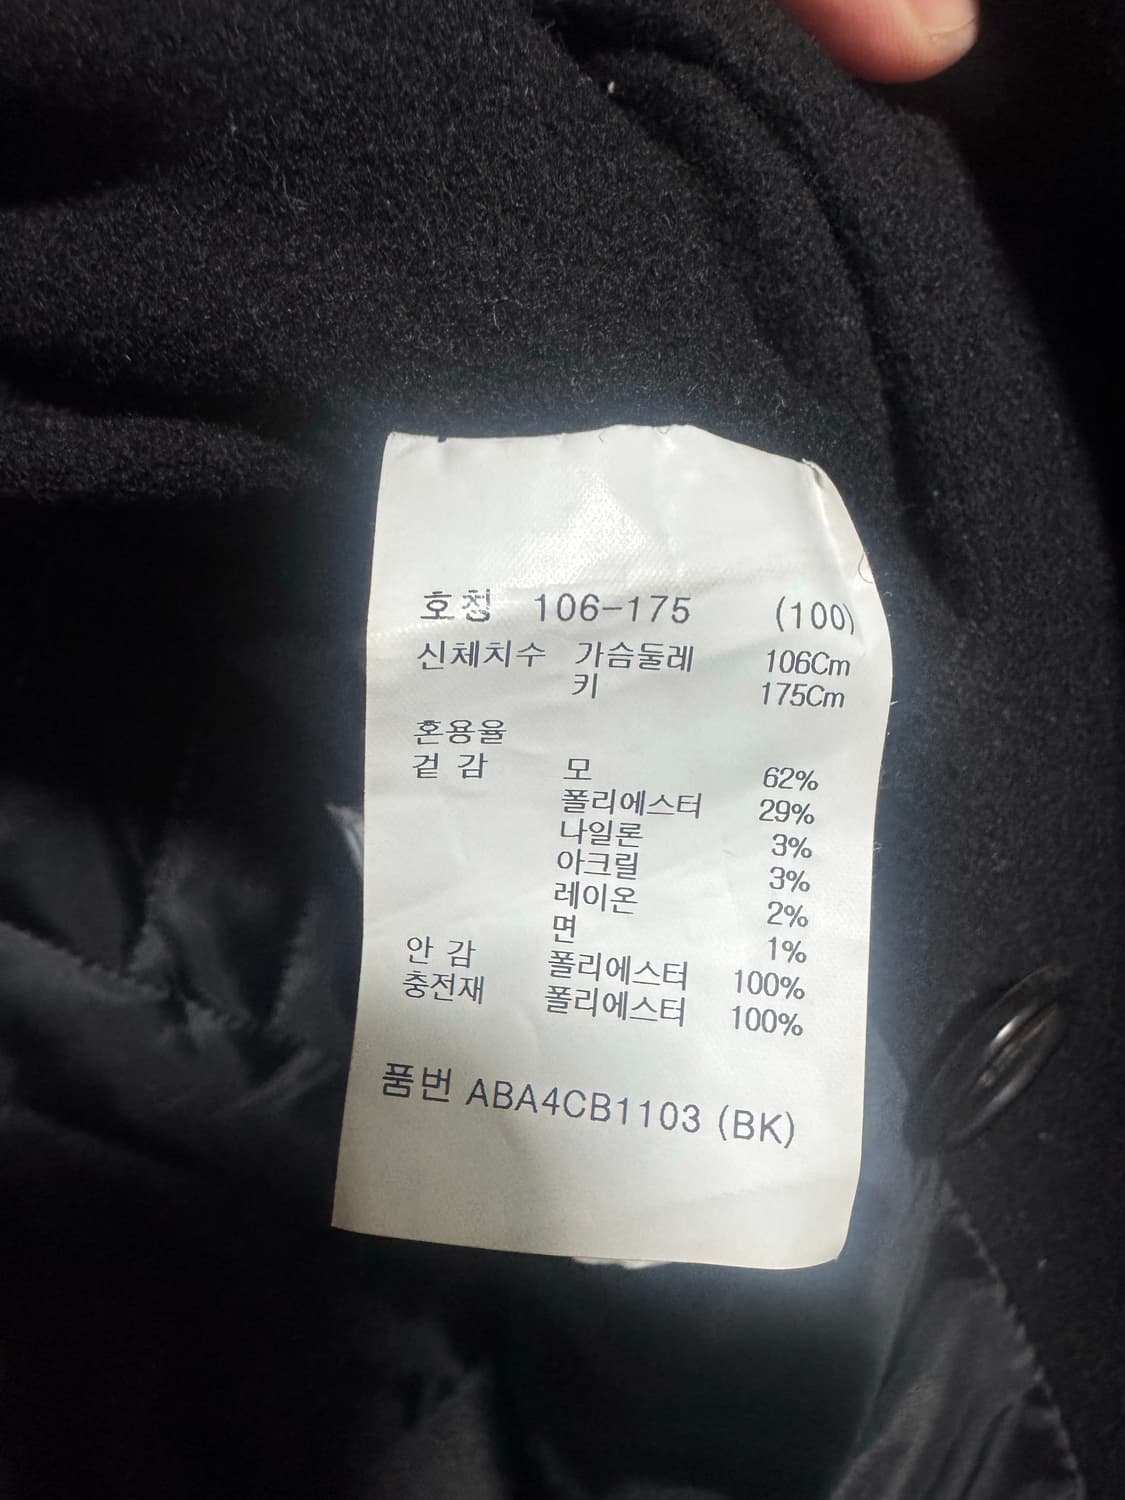 호칭 106-175 (100)
신체치수 가슴둘레 106Cm
키 175Cm
혼용율
겉 감 모 62%
폴리에스터 29%
나일론 3%
아크릴 3%
레이온 2%
면 1%
안 감 폴리에스터 100%
충전재 폴리에스터 100%
품번 ABA4CB1103 (BK)